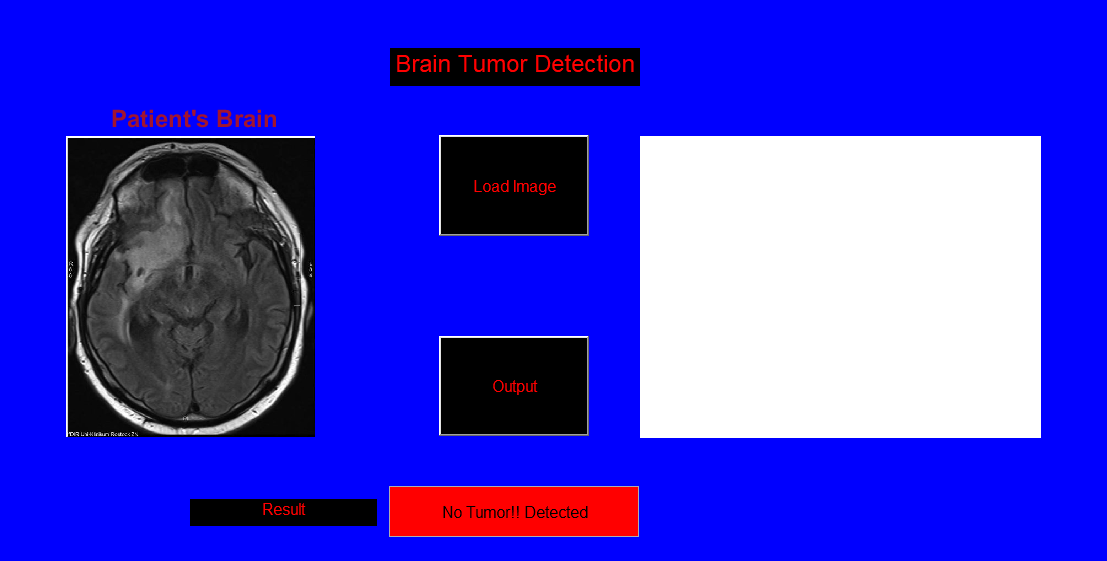 Brain Tumor Detection
Patient's Brain
Load Image
Output
Result
No Tumor!! Detected